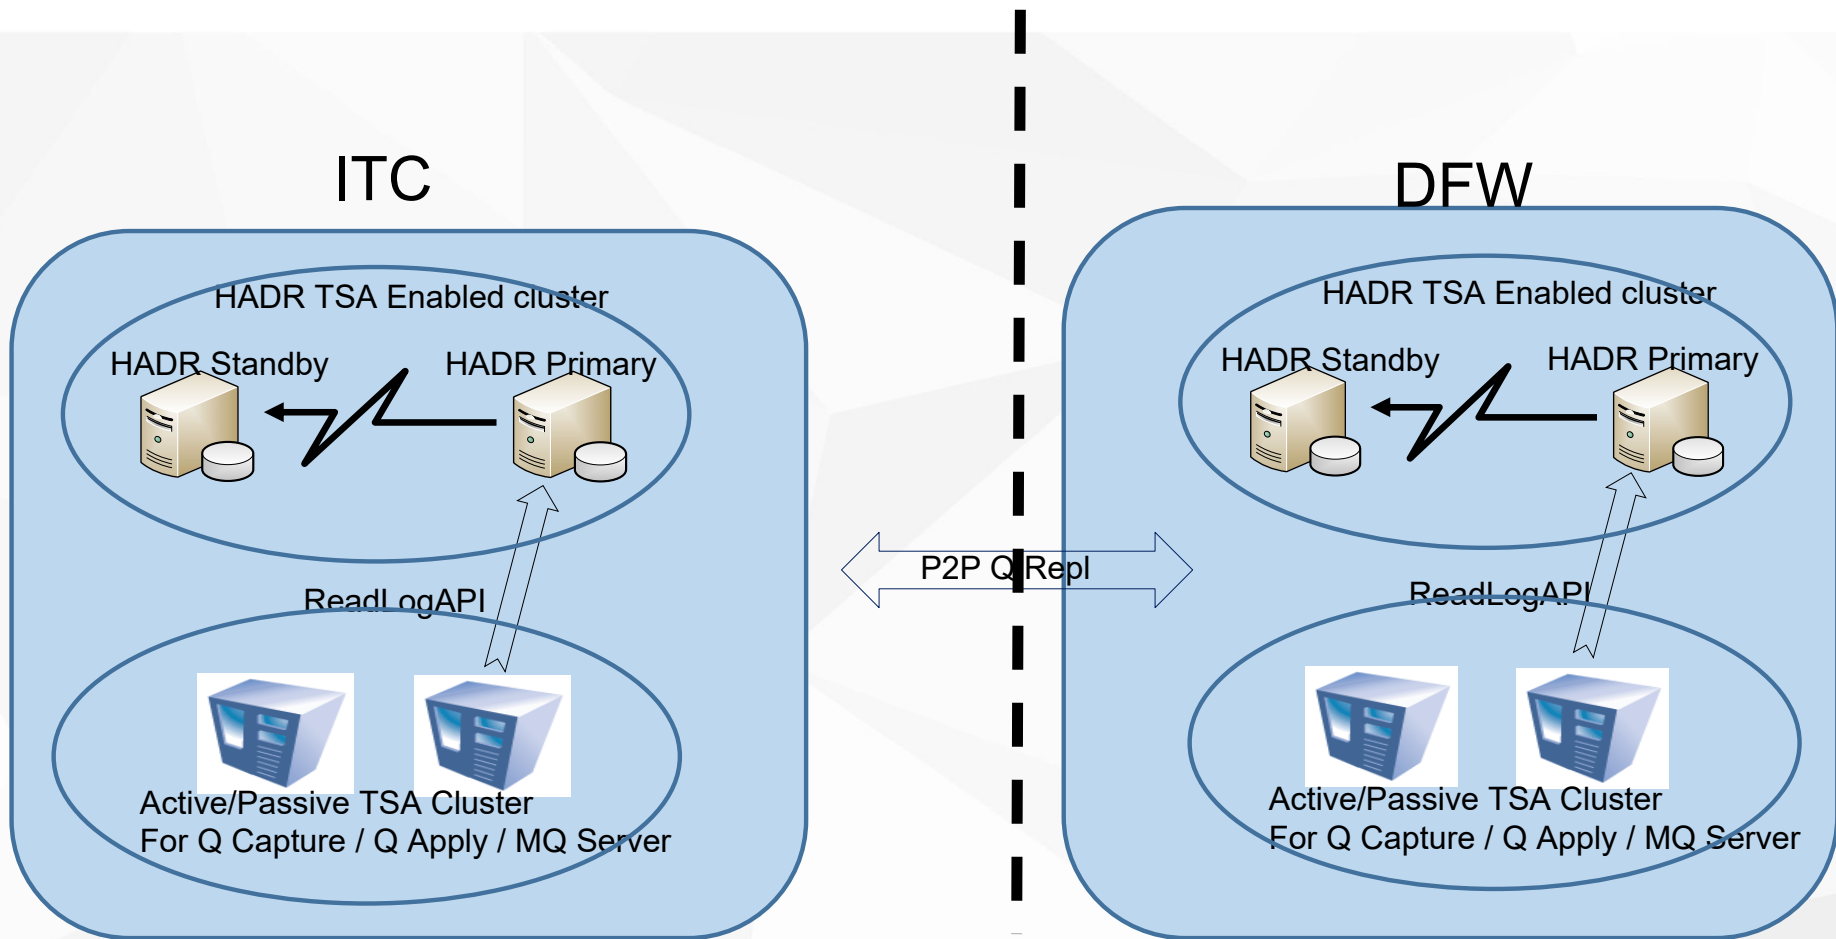 ITC
HADR TSA Enabled cluster
HADR Standby
HADR Primary
ReadLogAPI
Active/Passive TSA Cluster
For Q Capture / Q Apply / MQ Server
P2P Q Repl
DFW
HADR TSA Enabled cluster
HADR Standby
HADR Primary
ReadLogAPI
Active/Passive TSA Cluster
For Q Capture / Q Apply / MQ Server